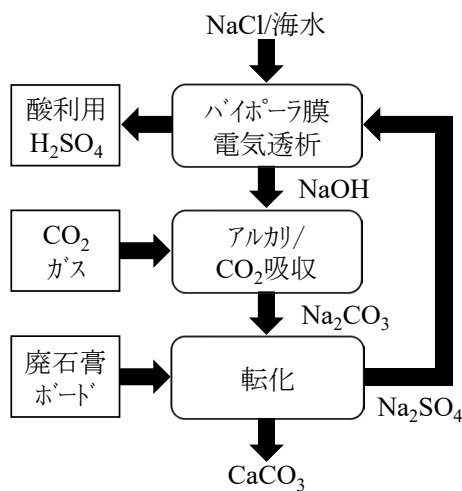 NaCl/海水
酸利用
H₂SO₄
バイポーラ膜
電気透析
NaOH
CO₂
ガス
アルカリ/
CO₂吸収
Na₂CO₃
廃石膏
ボード
転化
Na₂SO₄
CaCO₃